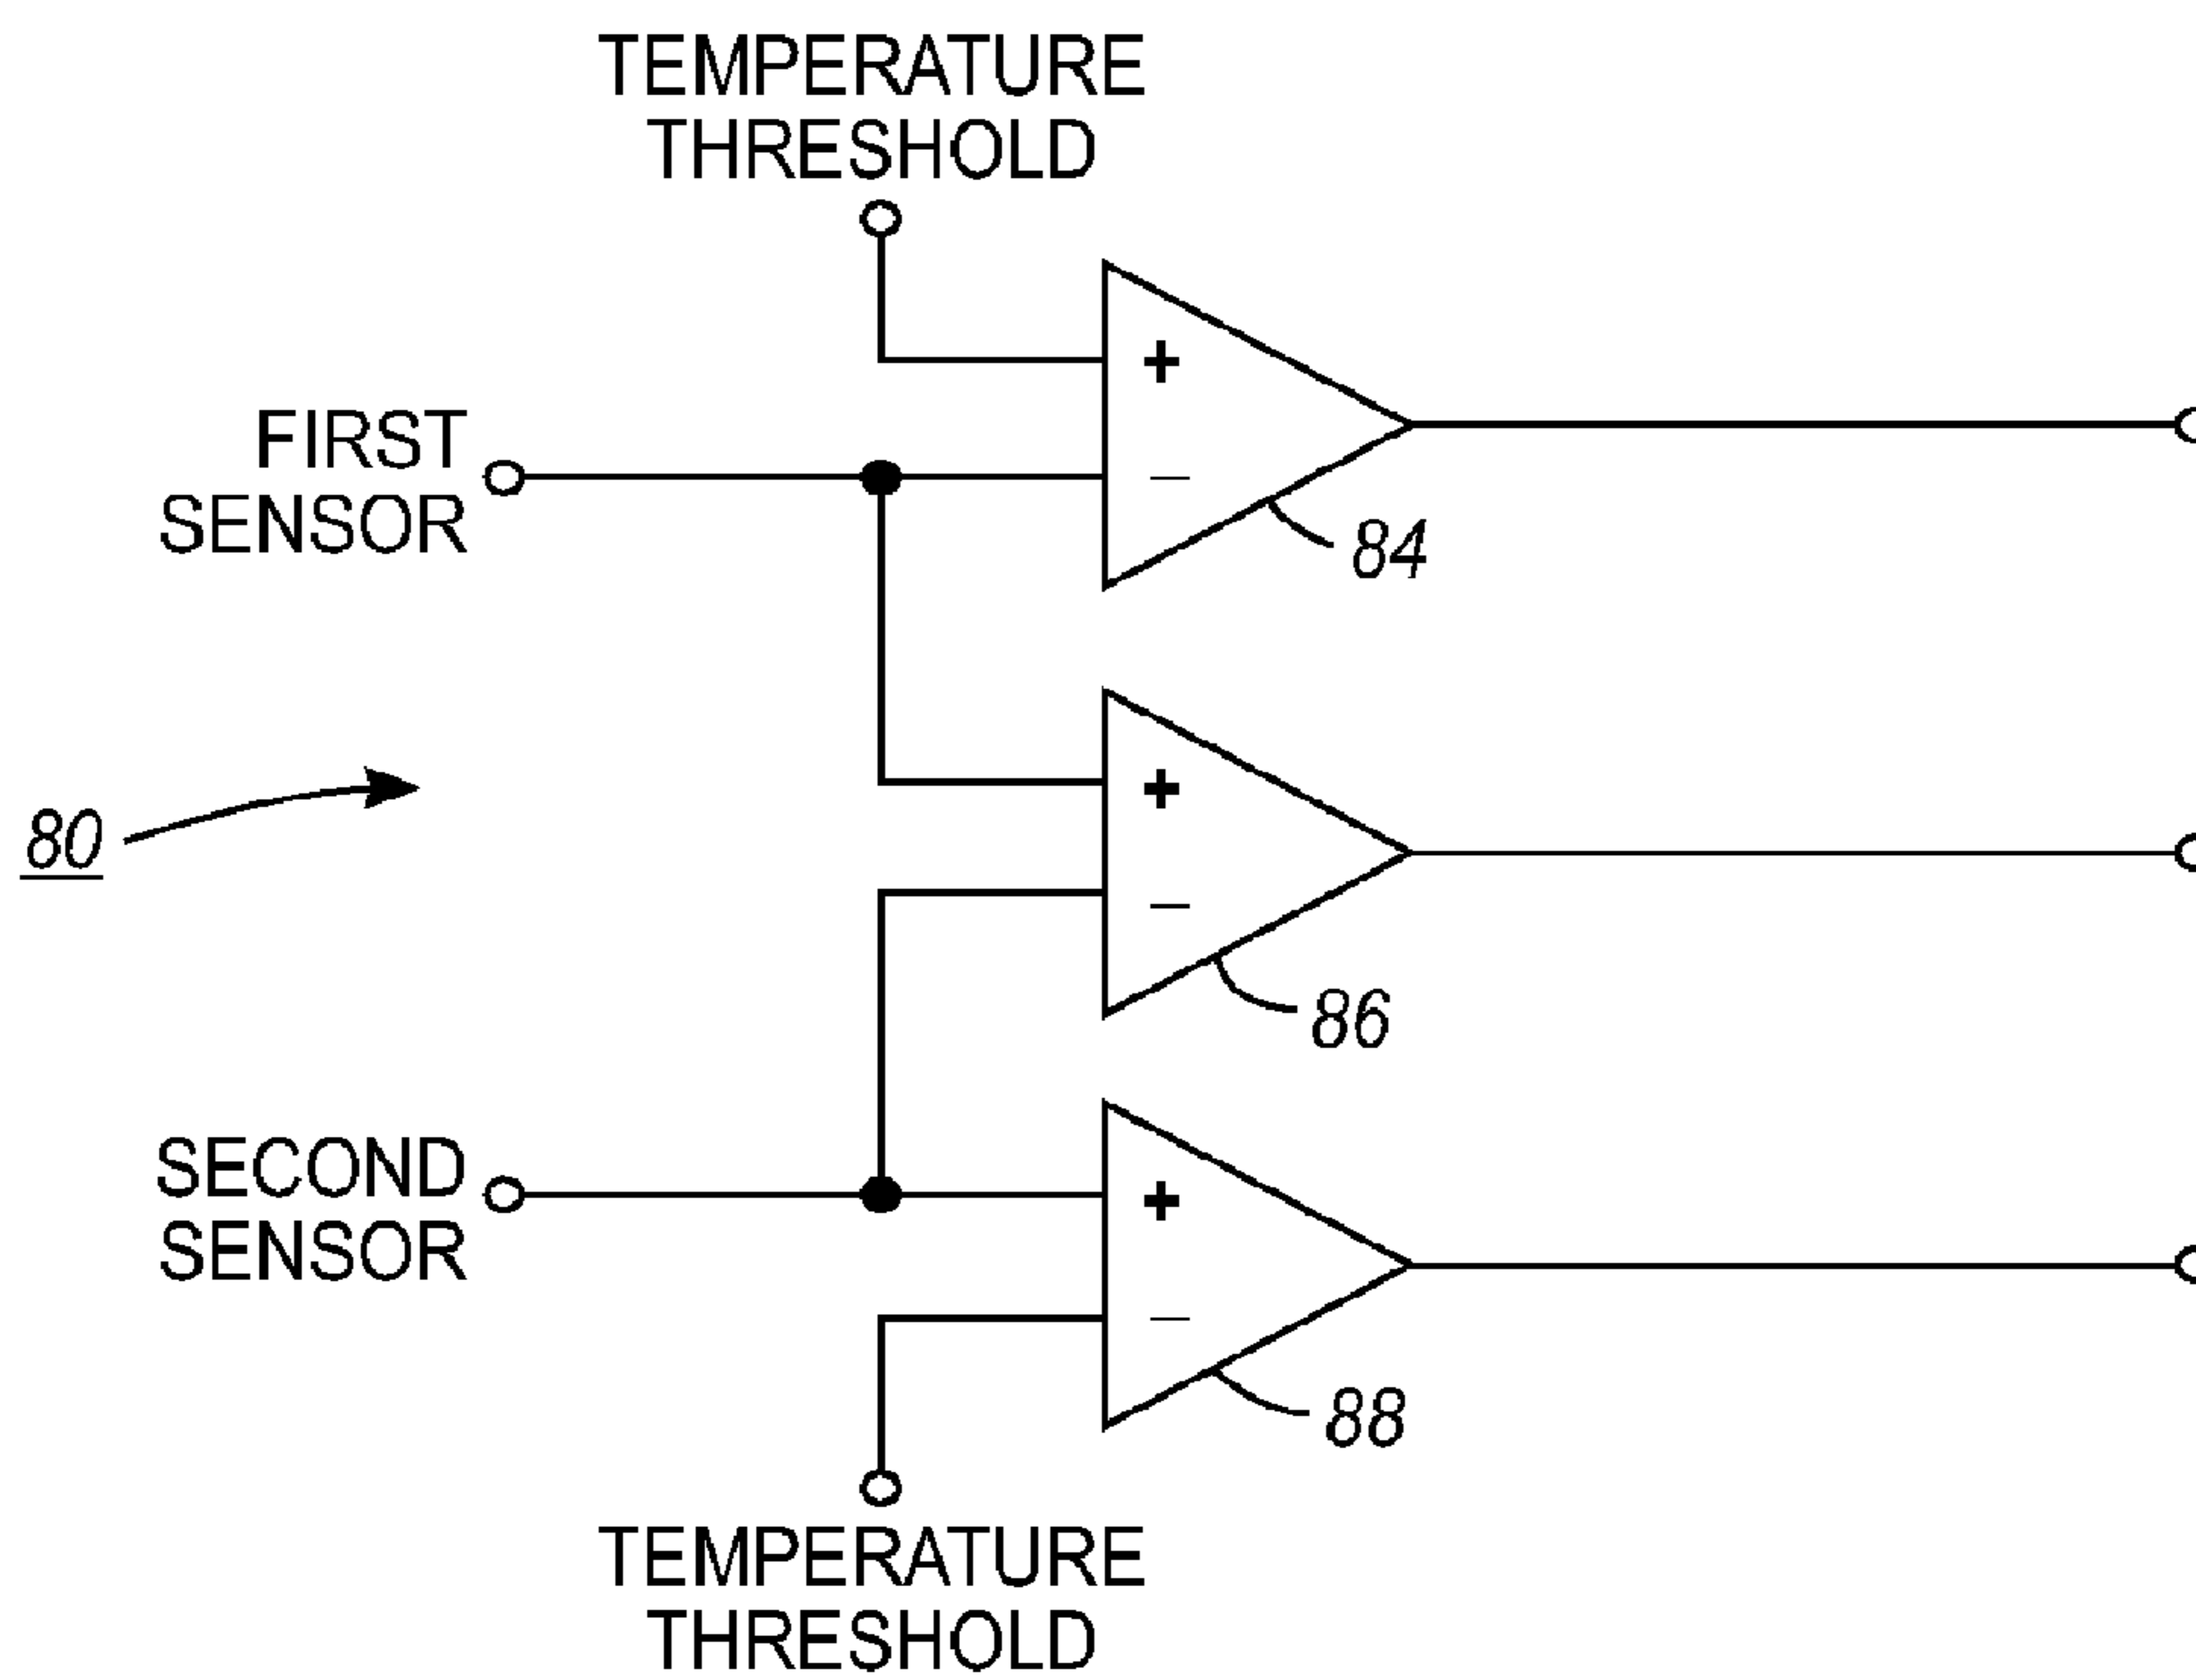 TEMPERATURE
THRESHOLD
+
FIRST
SENSOR
−
84
+
80
−
86
SECOND
SENSOR
+
−
88
TEMPERATURE
THRESHOLD